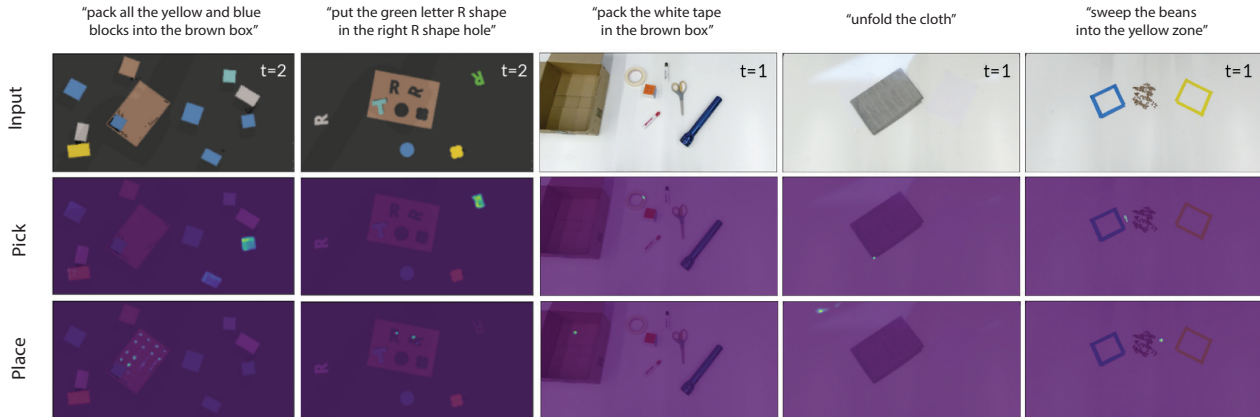 "pack all the yellow and blue
blocks into the brown box"
"put the green letter R shape
in the right R shape hole"
"pack the white tape
in the brown box"
"unfold the cloth"
"sweep the beans
into the yellow zone"
Input
t=2
t=2
t=1
t=1
t=1
R
R
R
T
R
Pick
Place